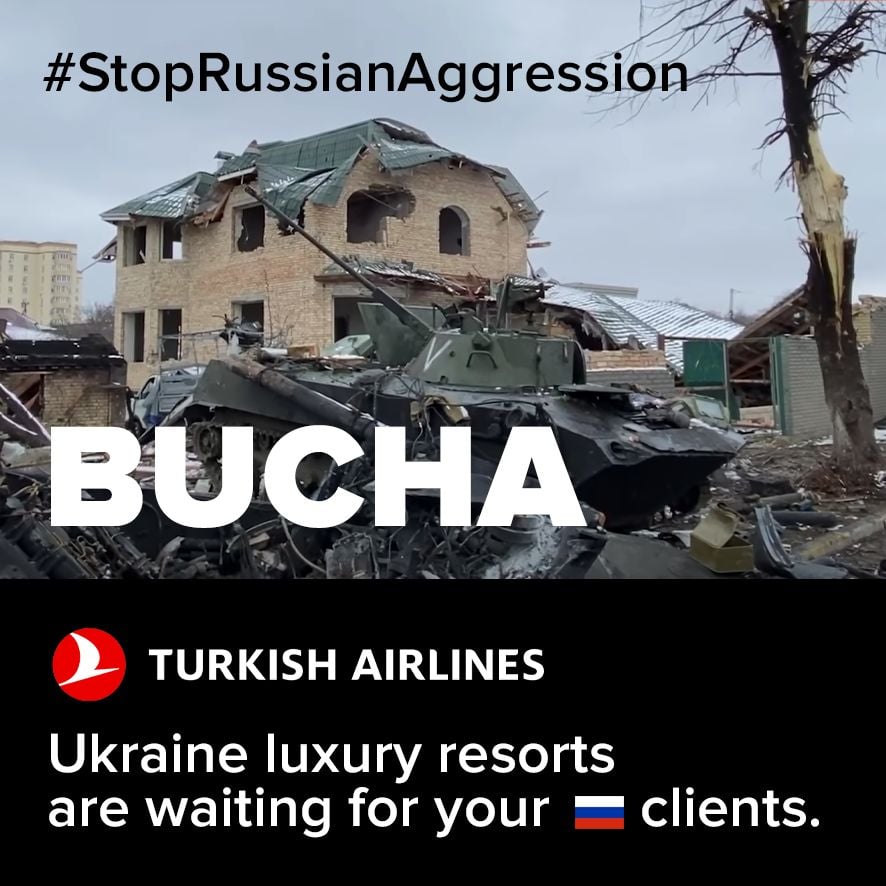 #StopRussianAggression
BUCHA
TURKISH AIRLINES
Ukraine luxury resorts
are waiting for your 🇷🇺 clients.